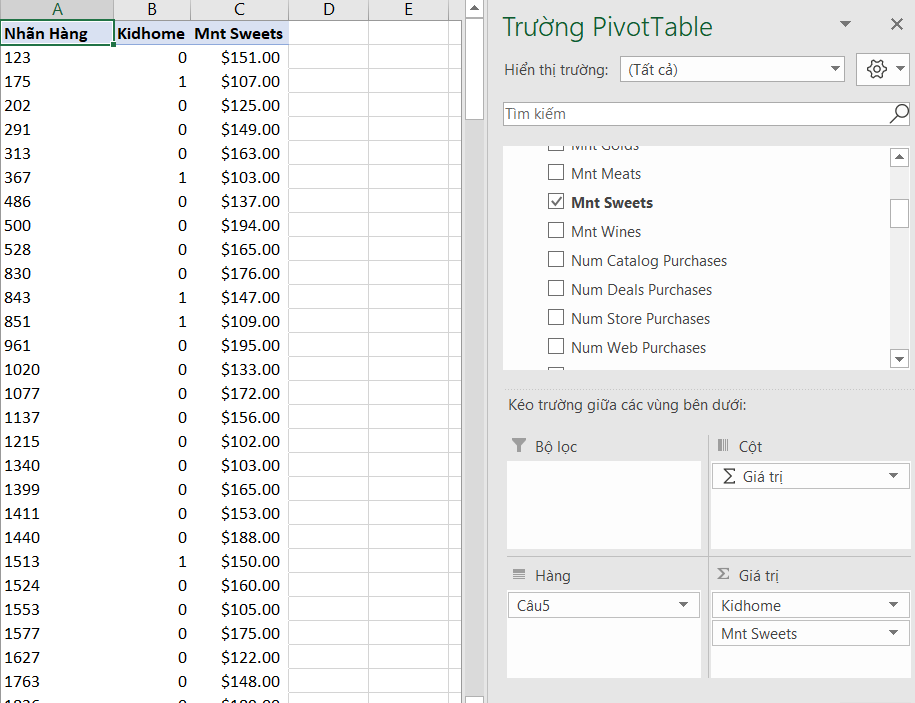 A B C D E
Nhãn Hàng Kidhome Mnt Sweets
123 0 $151.00
175 1 $107.00
202 0 $125.00
291 0 $149.00
313 0 $163.00
367 1 $103.00
486 0 $137.00
500 0 $194.00
528 0 $165.00
830 0 $176.00
843 1 $147.00
851 1 $109.00
961 0 $195.00
1020 0 $133.00
1077 0 $172.00
1137 0 $156.00
1215 0 $102.00
1340 0 $103.00
1399 0 $165.00
1411 0 $153.00
1440 0 $188.00
1513 1 $150.00
1524 0 $160.00
1553 0 $105.00
1577 0 $175.00
1627 0 $122.00
1763 0 $148.00
Trường PivotTable
Hiển thị trường: (Tất cả)
Tìm kiếm
Mnt Golds
Mnt Meats
Mnt Sweets
Mnt Wines
Num Catalog Purchases
Num Deals Purchases
Num Store Purchases
Num Web Purchases
Kéo trường giữa các vùng bên dưới:
Bộ lọc
Cột
Σ Giá trị
Hàng
Câu5
Σ Giá trị
Kidhome
Mnt Sweets